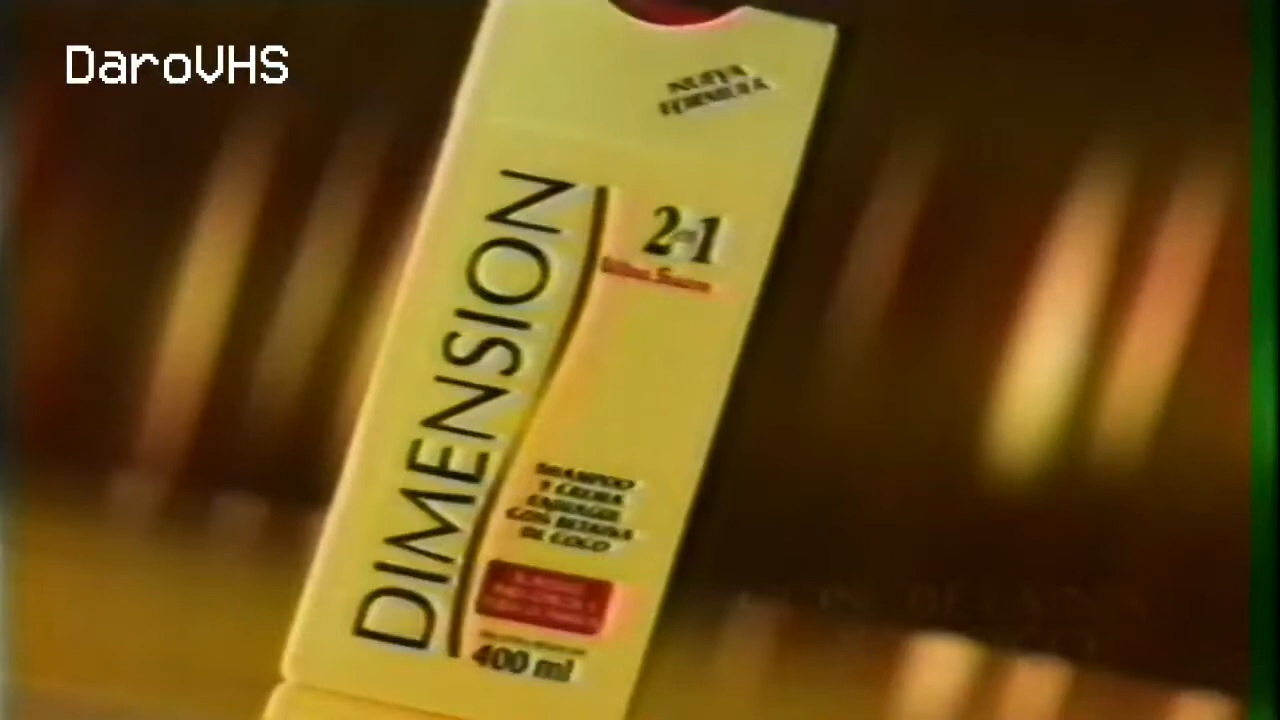 DaroVHS
NUEVA
FORMULA
DIMENSION
2en1
SHAMPOO
Y CREMA
ENJUAGUE
CON BETAINA
DE COCO
400 ml